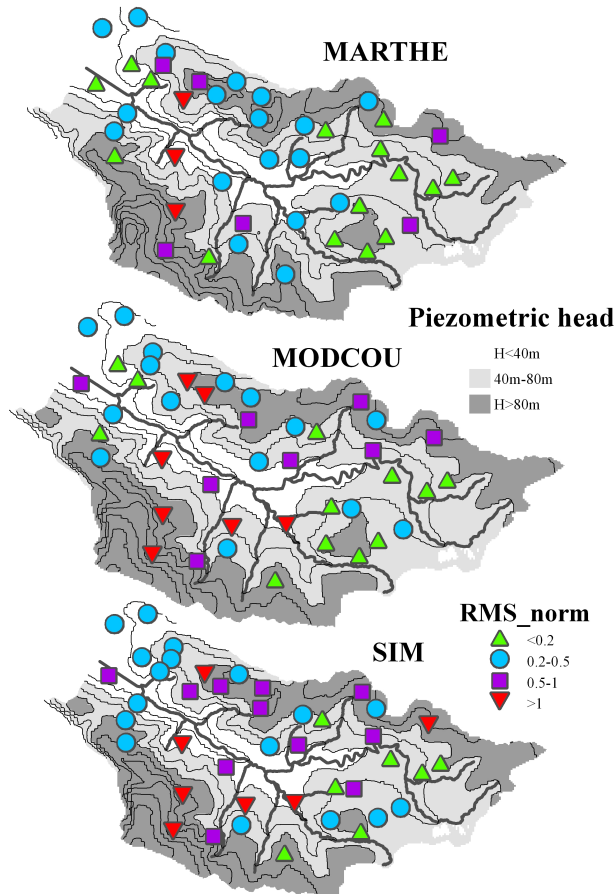 MARTHE
Piezometric head
MODCOU
H<40m
40m-80m
H>80m
RMS_norm
SIM
<0.2
0.2-0.5
0.5-1
>1